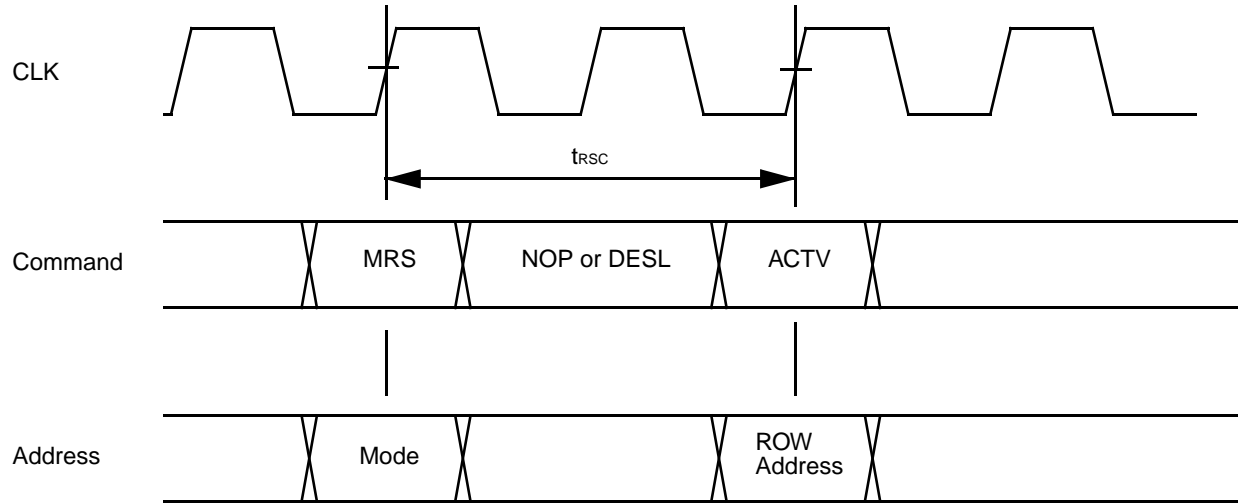 CLK
tRSC
Command
MRS
NOP or DESL
ACTV
Address
Mode
ROW
Address